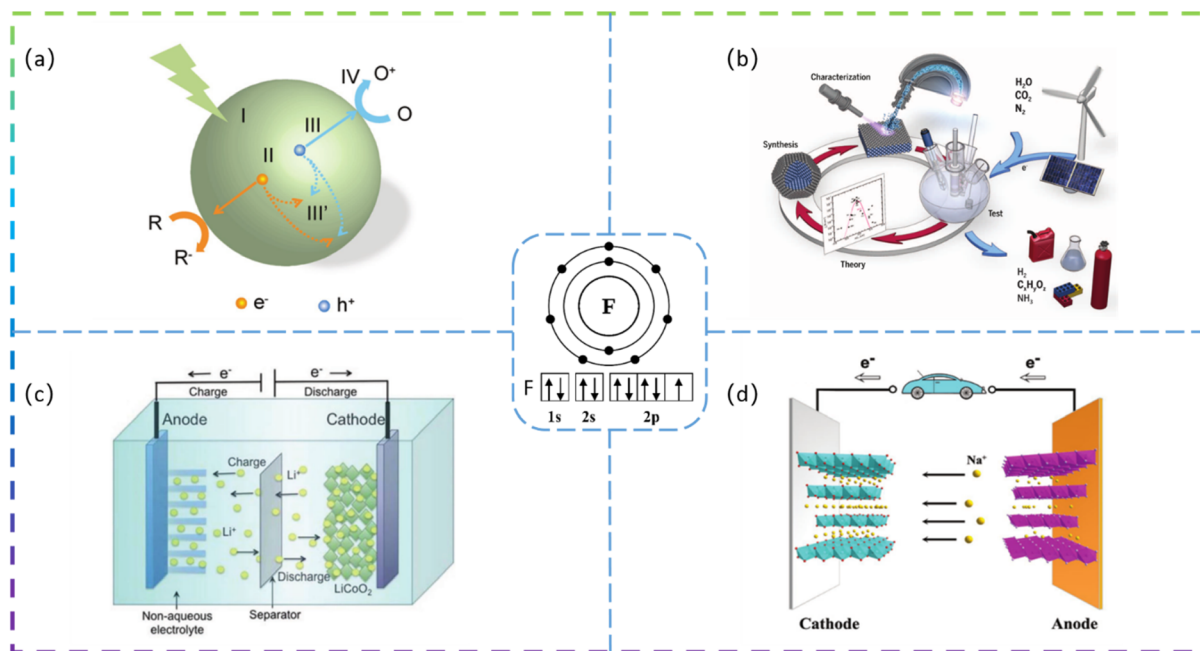 (a)
I
II
III
IV
O⁺
O
III'
R
R⁻
e⁻
h⁺
(b)
Characterization
Synthesis
Theory
Test
H₂O
CO₂
N₂
e⁻
H₂
CₓHᵧOₓ
NH₃
F
F
1s 2s 2p
(c)
e⁻ e⁻
Charge Discharge
Anode
Cathode
Charge
Li⁺
Li⁺
Discharge
LiCoO₂
Non-aqueous
electrolyte
Separator
(d)
e⁻ e⁻
Na⁺
Cathode Anode